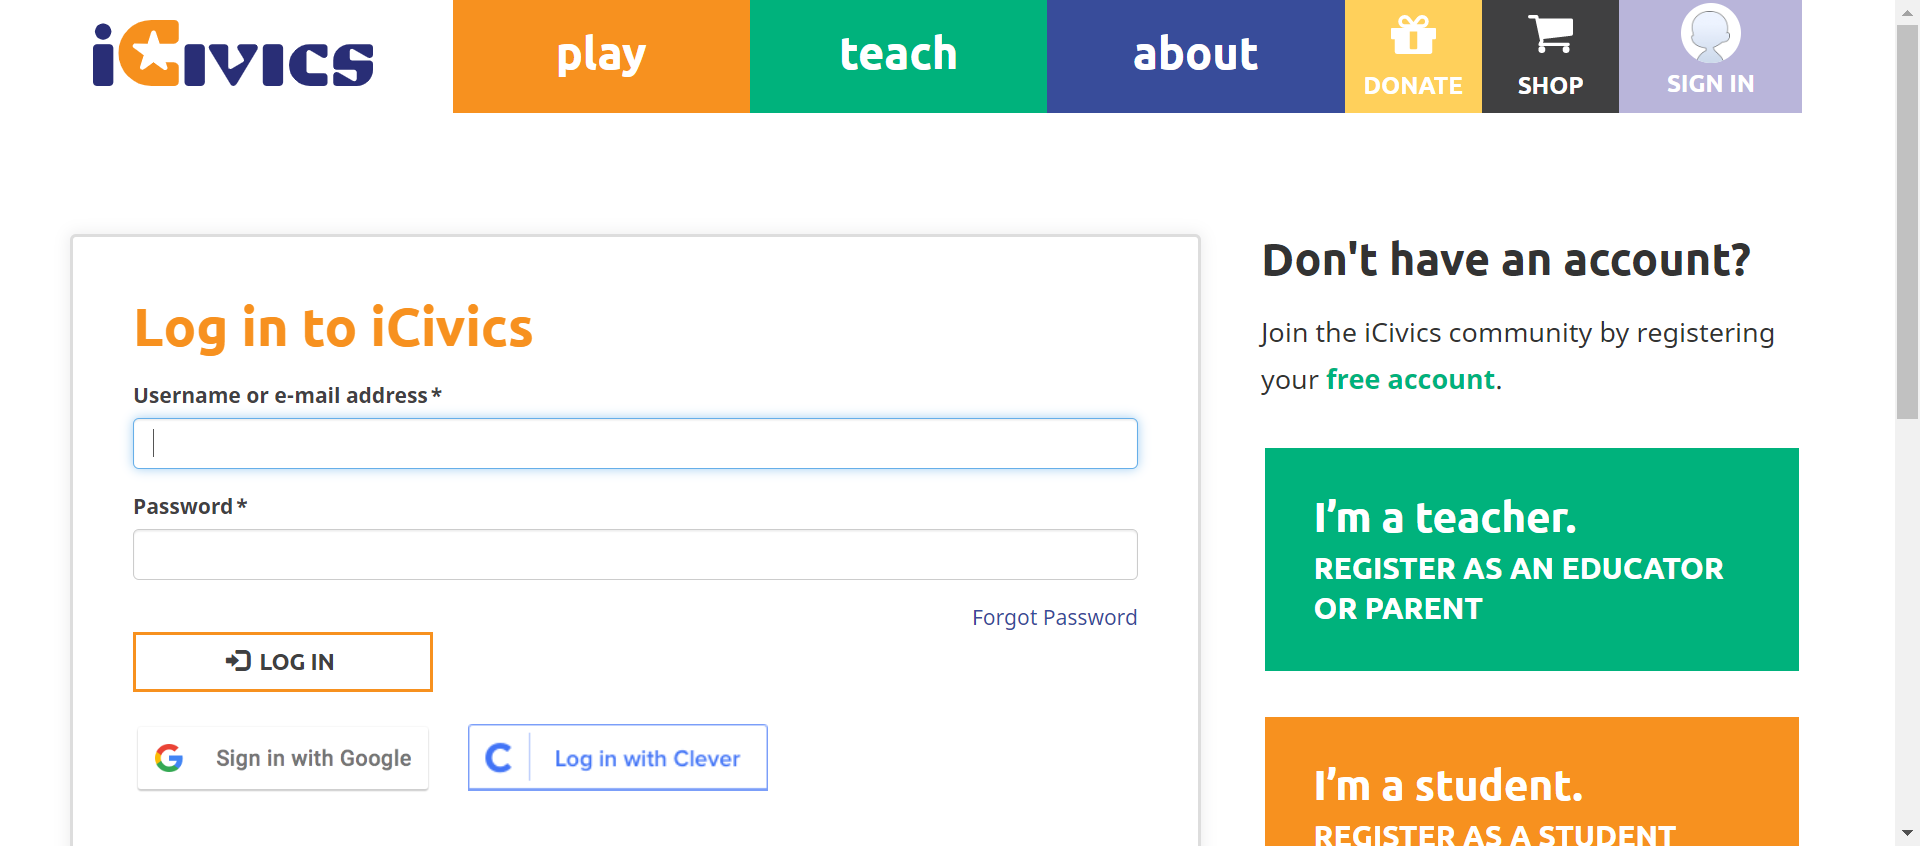 iCivics
play
teach
about
DONATE
SHOP
SIGN IN
Log in to iCivics
Username or e-mail address*
Password*
Forgot Password
LOG IN
Sign in with Google
Log in with Clever
Don't have an account?
Join the iCivics community by registering
your free account.
I’m a teacher.
REGISTER AS AN EDUCATOR
OR PARENT
I’m a student.
REGISTER AS A STUDENT